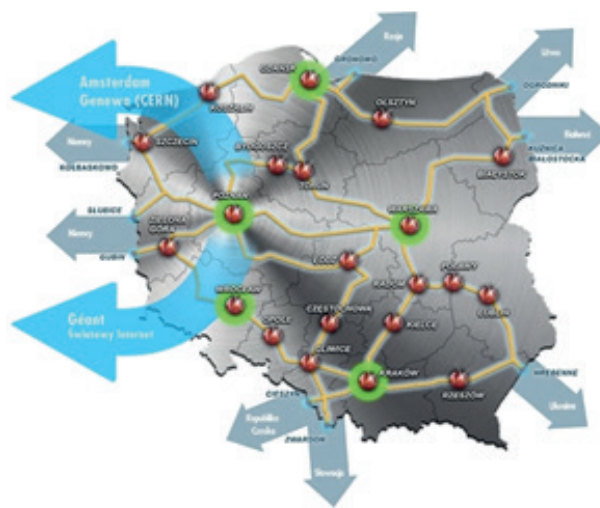 Rosja
Litwa
GRONOWO
GDAŃSK
OGRODNIKI
Amsterdam
Genewa (CERN)
KOSZALIN
OLSZTYN
Białoruś
Niemcy
SZCZECIN
KUŹNICA
BIAŁOSTOCKA
BYDGOSZCZ
KOŁBASKOWO
BIAŁYSTOK
TORUŃ
POZNAŃ
SŁUBICE
ZIELONA
GÓRA
WARSZAWA
Niemcy
GUBIN
ŁÓDŹ
RADOM
PUŁAWY
WROCŁAW
LUBLIN
Géant
Światowy Internet
CZĘSTOCHOWA
OPOLE
KIELCE
GLIWICE
HREBENNE
KRAKÓW
CIESZYN
RZESZÓW
Ukraina
Republika
Czeska
ZWARDOŃ
Słowacja